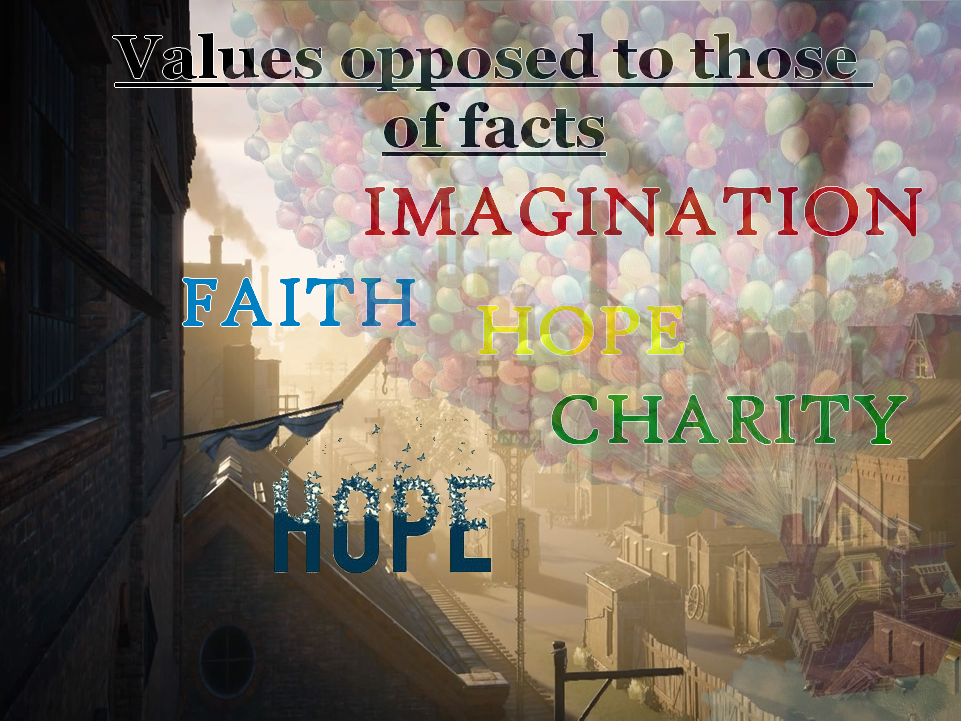 Values opposed to those
of facts
IMAGINATION
FAITH
HOPE
CHARITY
HOPE